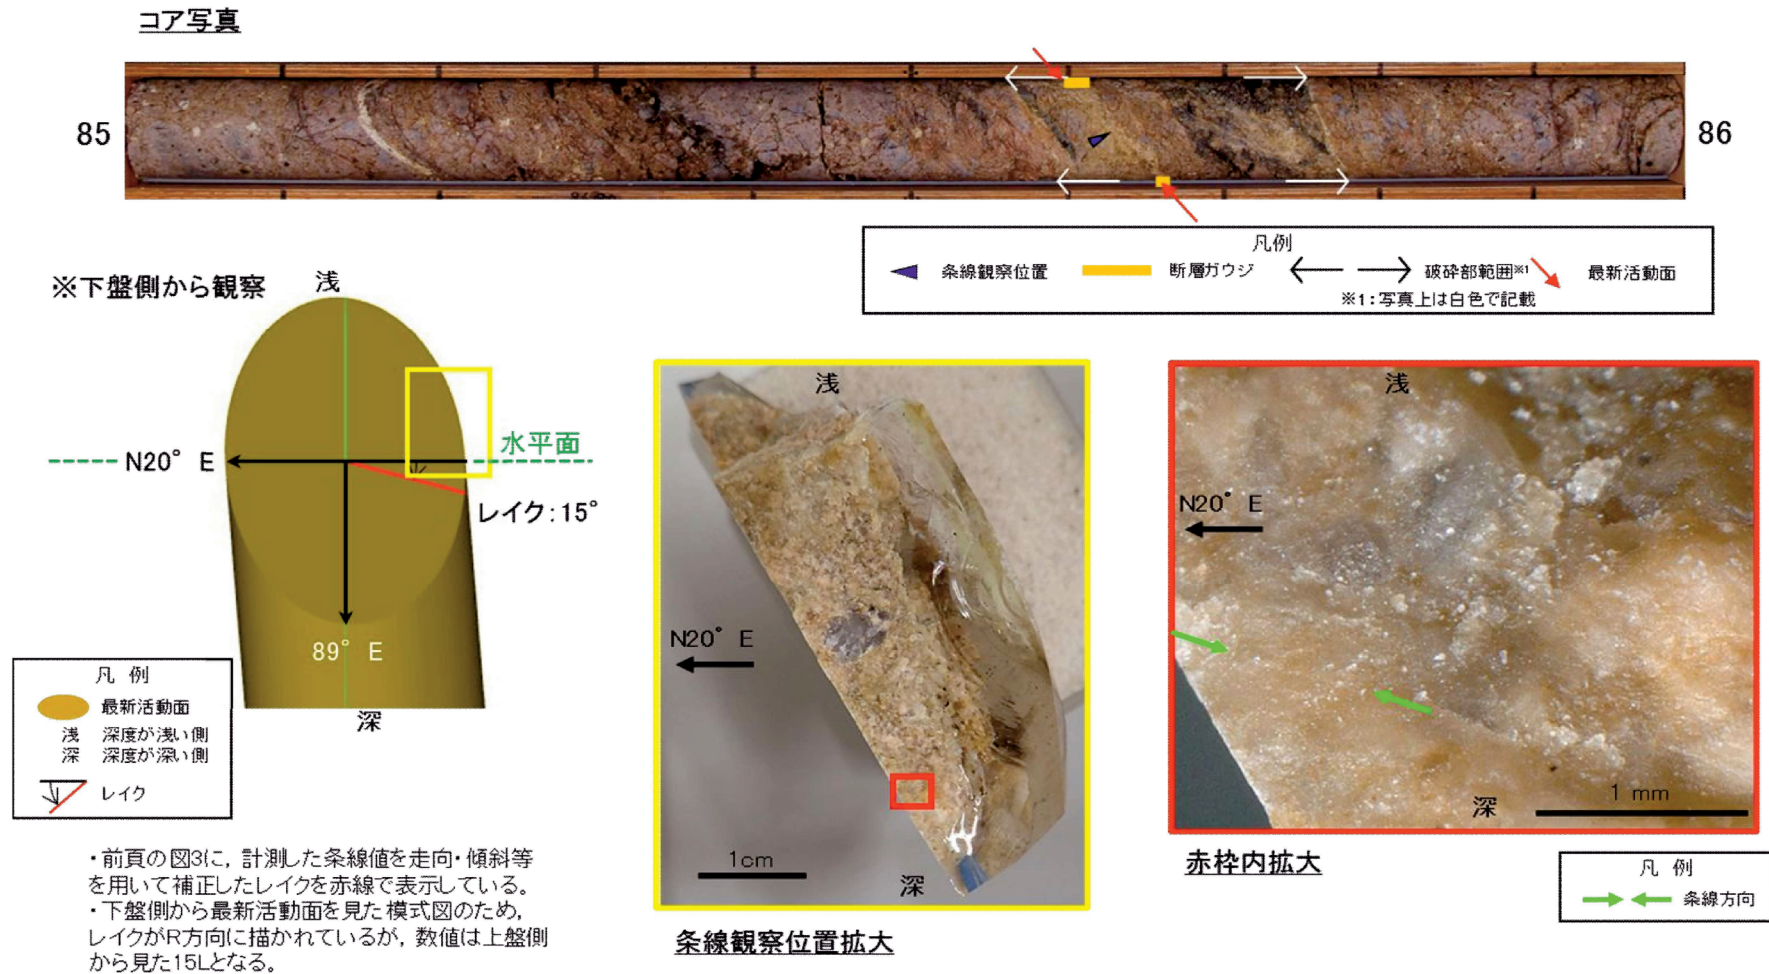 コア写真
85
86
凡例
条線観察位置
断層ガウジ
破砕部範囲※1
最新活動面
※1：写真上は白色で記載
※下盤側から観察
浅
水平面
N20° E
レイク：15°
89° E
深
凡 例
最新活動面
浅 深度が浅い側
深 深度が深い側
レイク
・前頁の図3に，計測した条線値を走向・傾斜等
を用いて補正したレイクを赤線で表示している。
・下盤側から最新活動面を見た模式図のため，
レイクがR方向に描かれているが，数値は上盤側
から見た15Lとなる。
浅
N20° E
1cm
深
条線観察位置拡大
浅
N20° E
深
1 mm
赤枠内拡大
凡 例
条線方向